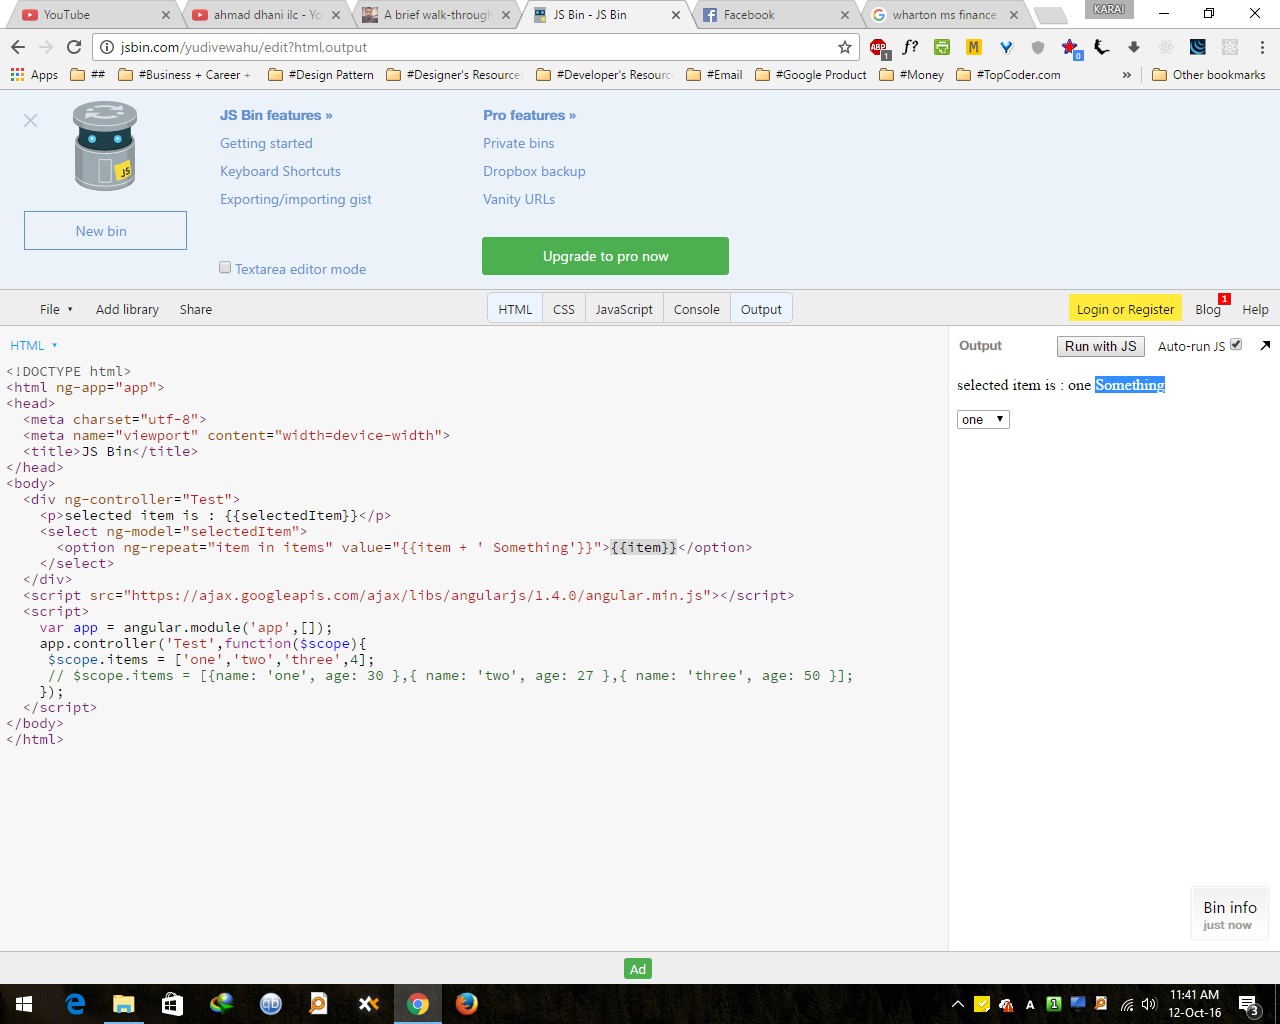 YouTube
ahmad dhani ilc - Yo
A brief walk-through
JS Bin - JS Bin
Facebook
wharton ms finance
KARAI
jsbin.com/yudivewahu/edit?html,output
ABP
1
f?
M
0
Apps
##
#Business + Career +
#Design Pattern
#Designer's Resource
#Developer's Resourc
#Email
#Google Product
#Money
#TopCoder.com
»
Other bookmarks
JS
JS Bin features »
Pro features »
Getting started
Private bins
Keyboard Shortcuts
Dropbox backup
Exporting/importing gist
Vanity URLs
New bin
Textarea editor mode
Upgrade to pro now
File
Add library
Share
HTML
CSS
JavaScript
Console
Output
Login or Register
Blog
1
Help
HTML
Output
Run with JS
Auto-run JS
<!DOCTYPE html>
<html ng-app="app">
<head>
<meta charset="utf-8">
<meta name="viewport" content="width=device-width">
<title>JS Bin</title>
</head>
<body>
<div ng-controller="Test">
<p>selected item is : {{selectedItem}}</p>
<select ng-model="selectedItem">
<option ng-repeat="item in items" value="{{item + ' Something'}}">{{item}}</option>
</select>
</div>
<script src="https://ajax.googleapis.com/ajax/libs/angularjs/1.4.0/angular.min.js"></script>
<script>
var app = angular.module('app',[]);
app.controller('Test',function($scope){
$scope.items = ['one','two','three',4];
// $scope.items = [{name: 'one', age: 30 },{ name: 'two', age: 27 },{ name: 'three', age: 50 }];
});
</script>
</body>
</html>
selected item is : one Something
one
Bin info
just now
Ad
qb
A
1
11:41 AM
12-Oct-16
3